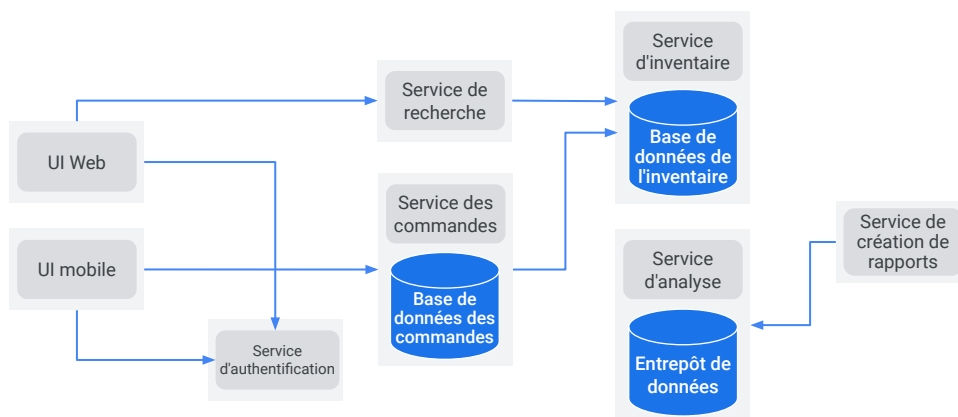 UI Web
UI mobile
Service
d'authentification
Service de
recherche
Service des
commandes
Base de
données des
commandes
Service
d'inventaire
Base de
données de
l'inventaire
Service
d'analyse
Entrepôt de
données
Service de
création de
rapports